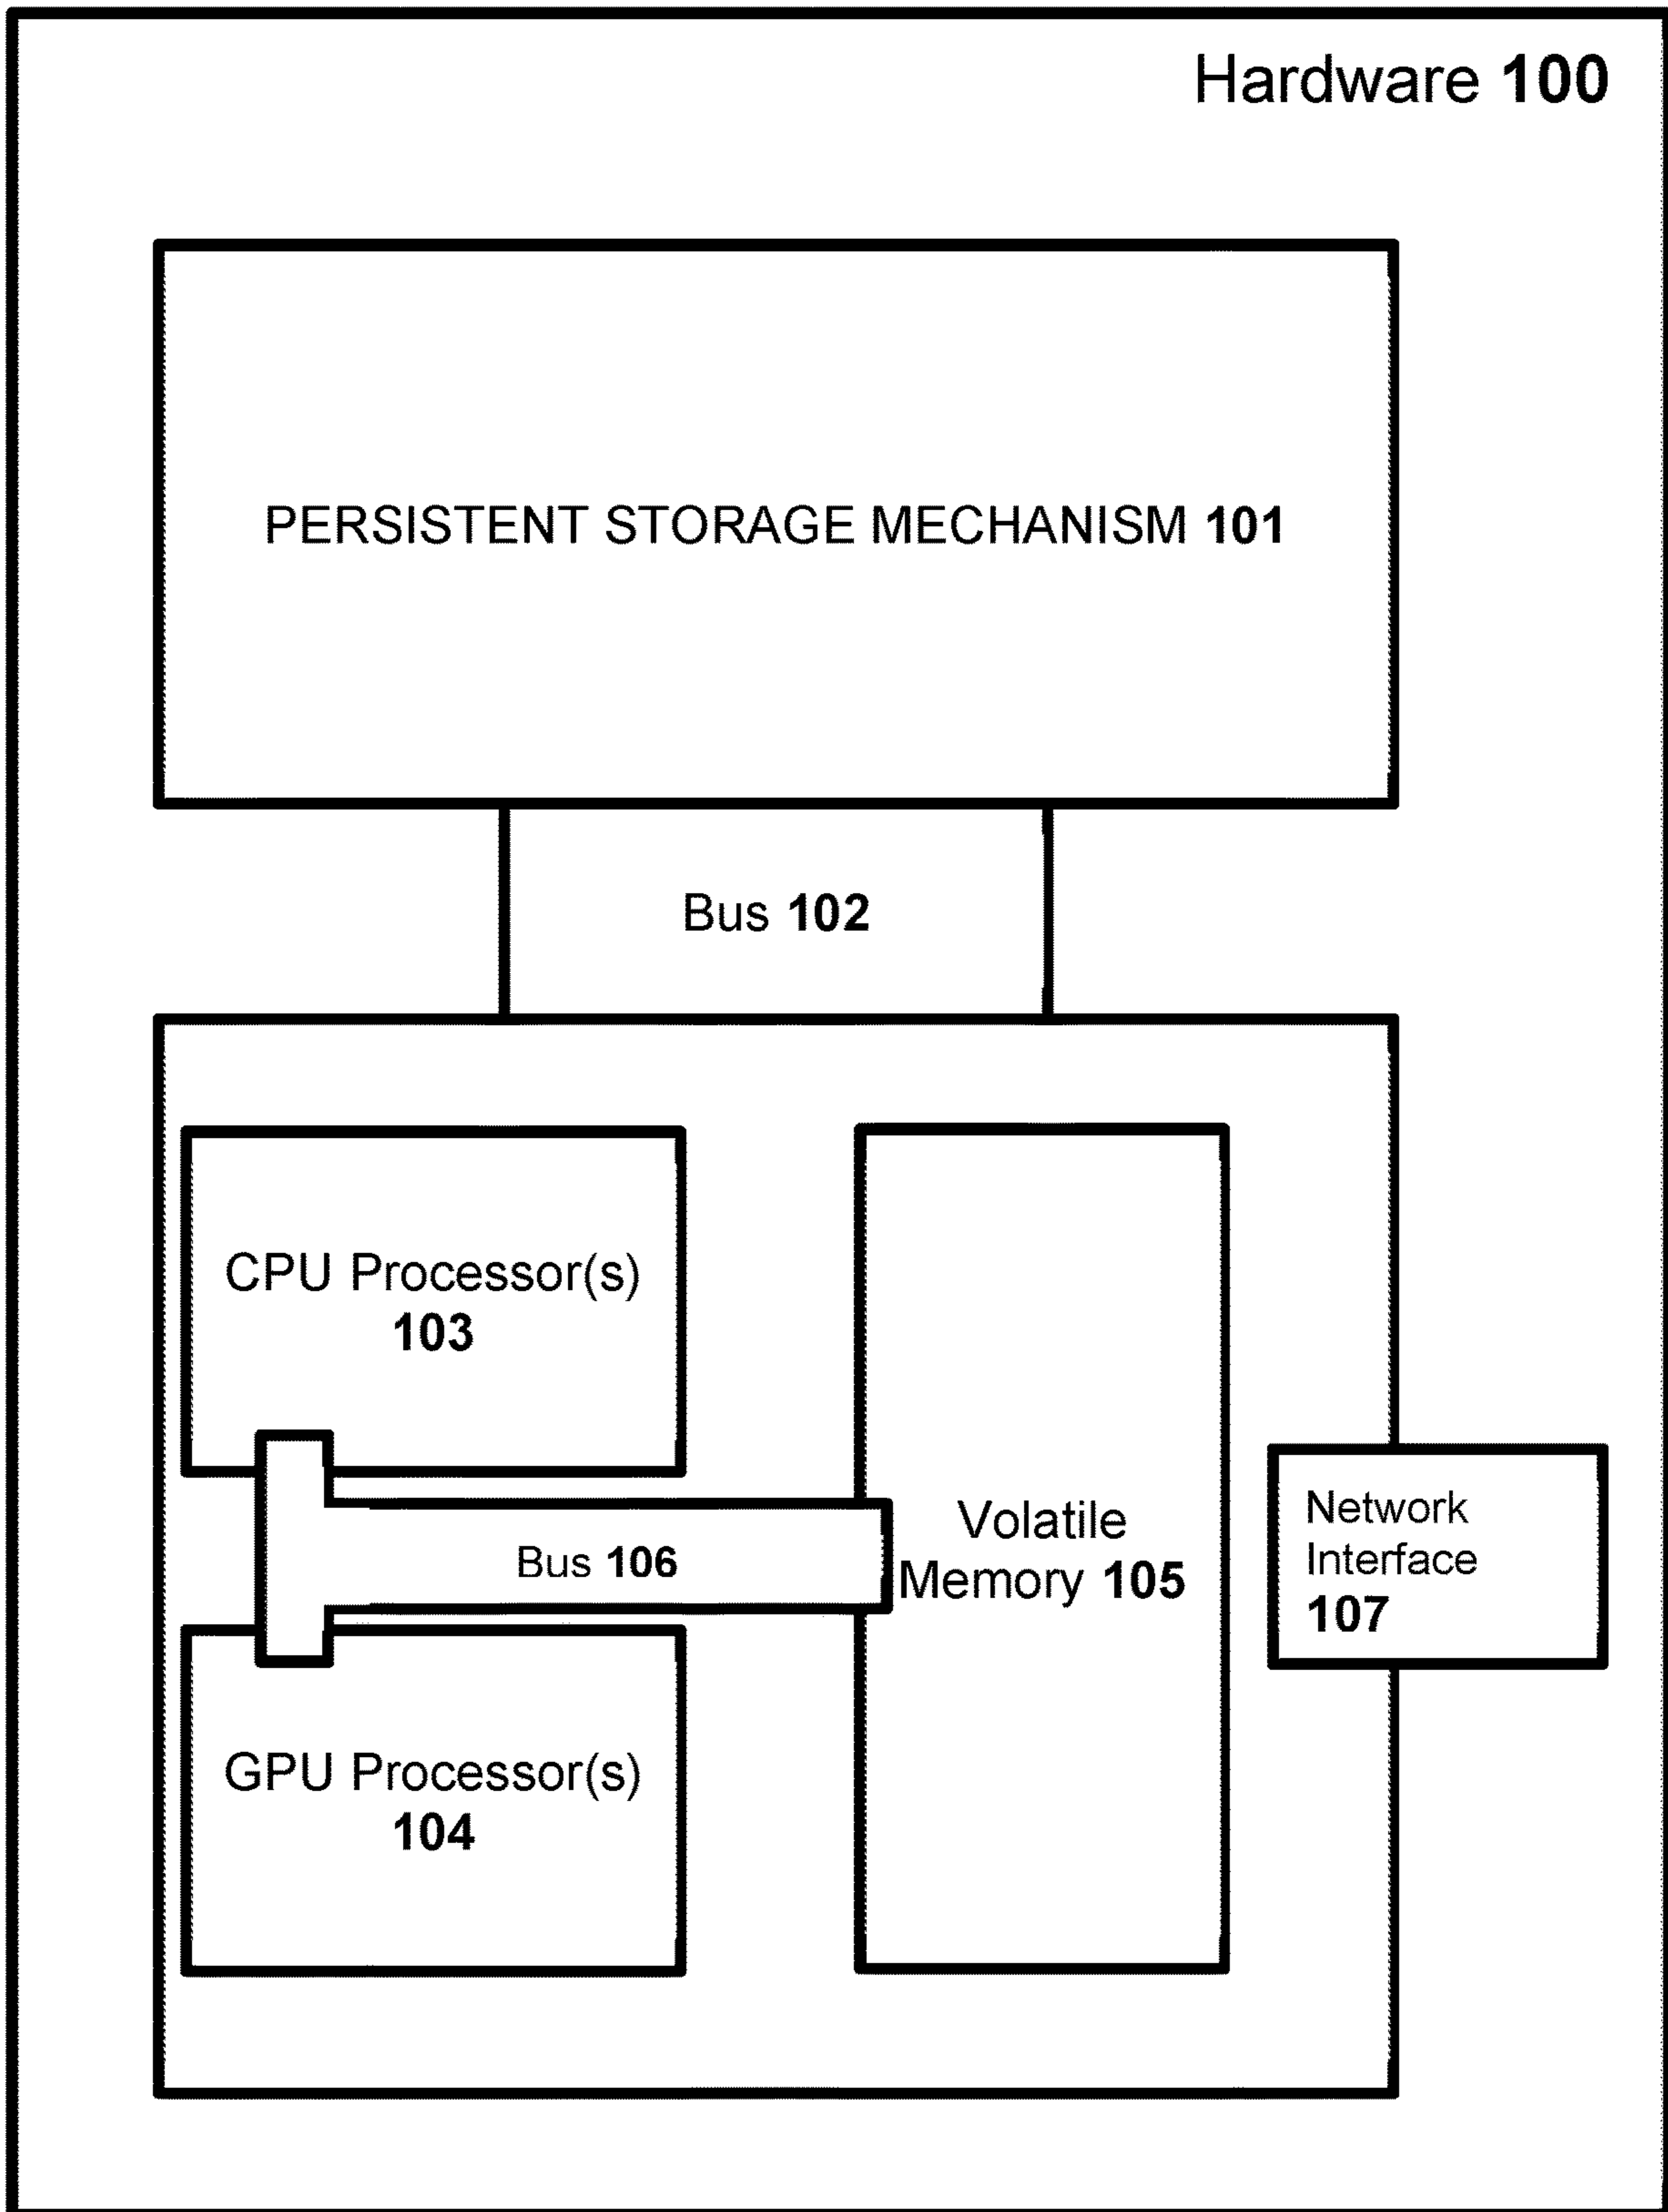 Hardware 100
PERSISTENT STORAGE MECHANISM 101
Bus 102
CPU Processor(s)
103
Bus 106
Volatile
Memory 105
Network
Interface
107
GPU Processor(s)
104